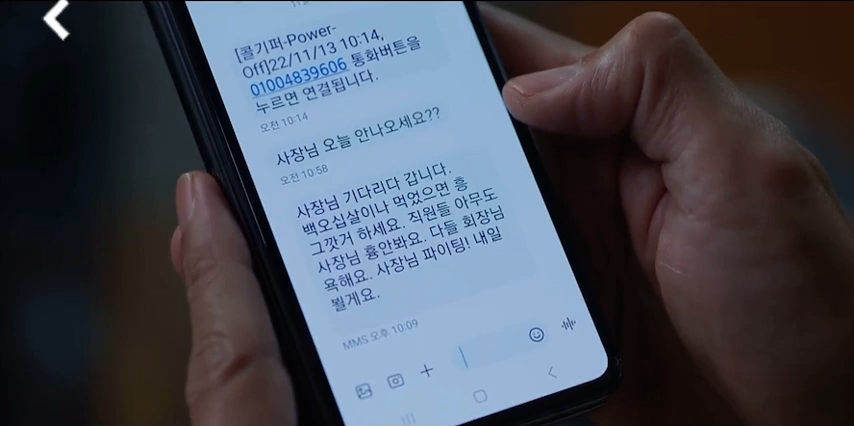 [콜기퍼-Power-
Off]22/11/13 10:14,
01004839606 통화버튼을
누르면 연결됩니다.
오전 10:14
사장님 오늘 안나오세요??
오전 10:58
사장님 기다리다 갑니다.
백오십살이나 먹었으면 흥
그깟거 하세요. 직원들 아무도
사장님 흉안봐요. 다들 회장님
욕해요. 사장님 파이팅! 내일
뵐게요.
MMS 오후 10:09